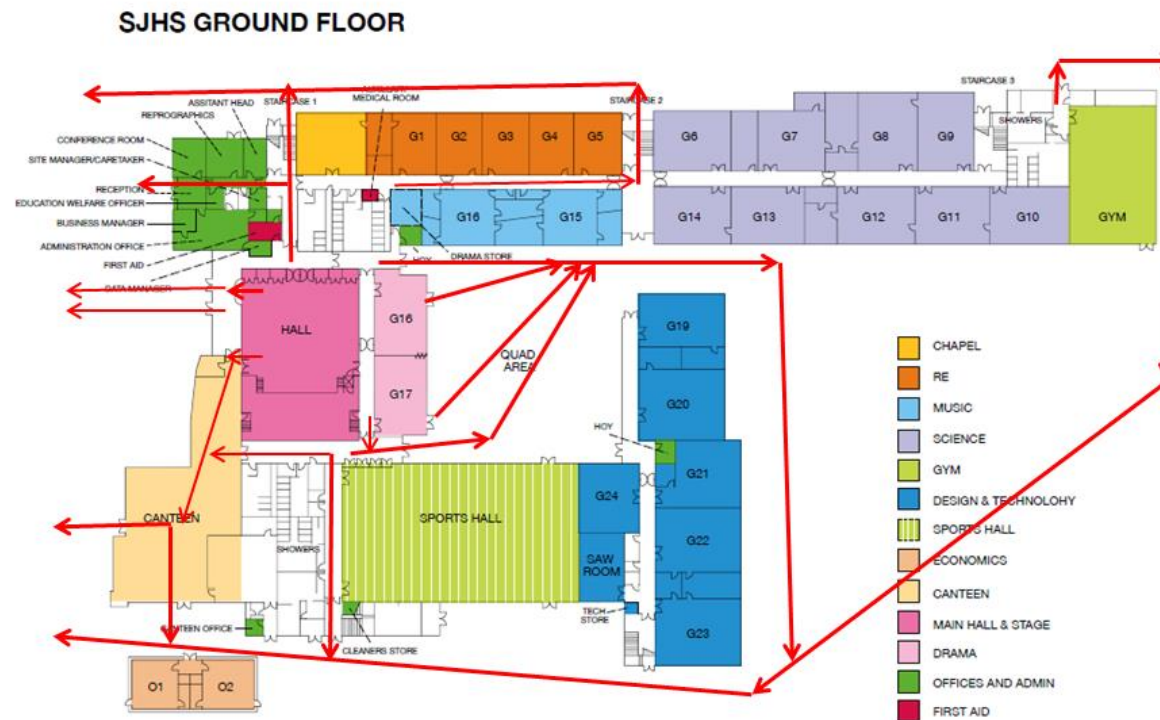 SJHS GROUND FLOOR
STAIRCASE 1
MEDICAL ROOM
STAIRCASE 2
STAIRCASE 3
ASSITANT HEAD
REPROGRAPHICS
CONFERENCE ROOM
SITE MANAGER/CARETAKER
RECEPTION
EDUCATION WELFARE OFFICER
BUSINESS MANAGER
ADMINISTRATION OFFICE
FIRST AID
DATA MANAGER
G1
G2
G3
G4
G5
G6
G7
G8
G9
SHOWERS
G16
G15
G14
G13
G12
G11
G10
GYM
HOY
DRAMA STORE
HALL
G16
G17
QUAD
AREA
G19
G20
HOY
G21
G22
G23
G24
SAW
ROOM
TECH
STORE
SPORTS HALL
CANTEEN
SHOWERS
CANTEEN OFFICE
CLEANERS STORE
O1
O2
CHAPEL
RE
MUSIC
SCIENCE
GYM
DESIGN & TECHNOLOHY
SPORTS HALL
ECONOMICS
CANTEEN
MAIN HALL & STAGE
DRAMA
OFFICES AND ADMIN
FIRST AID